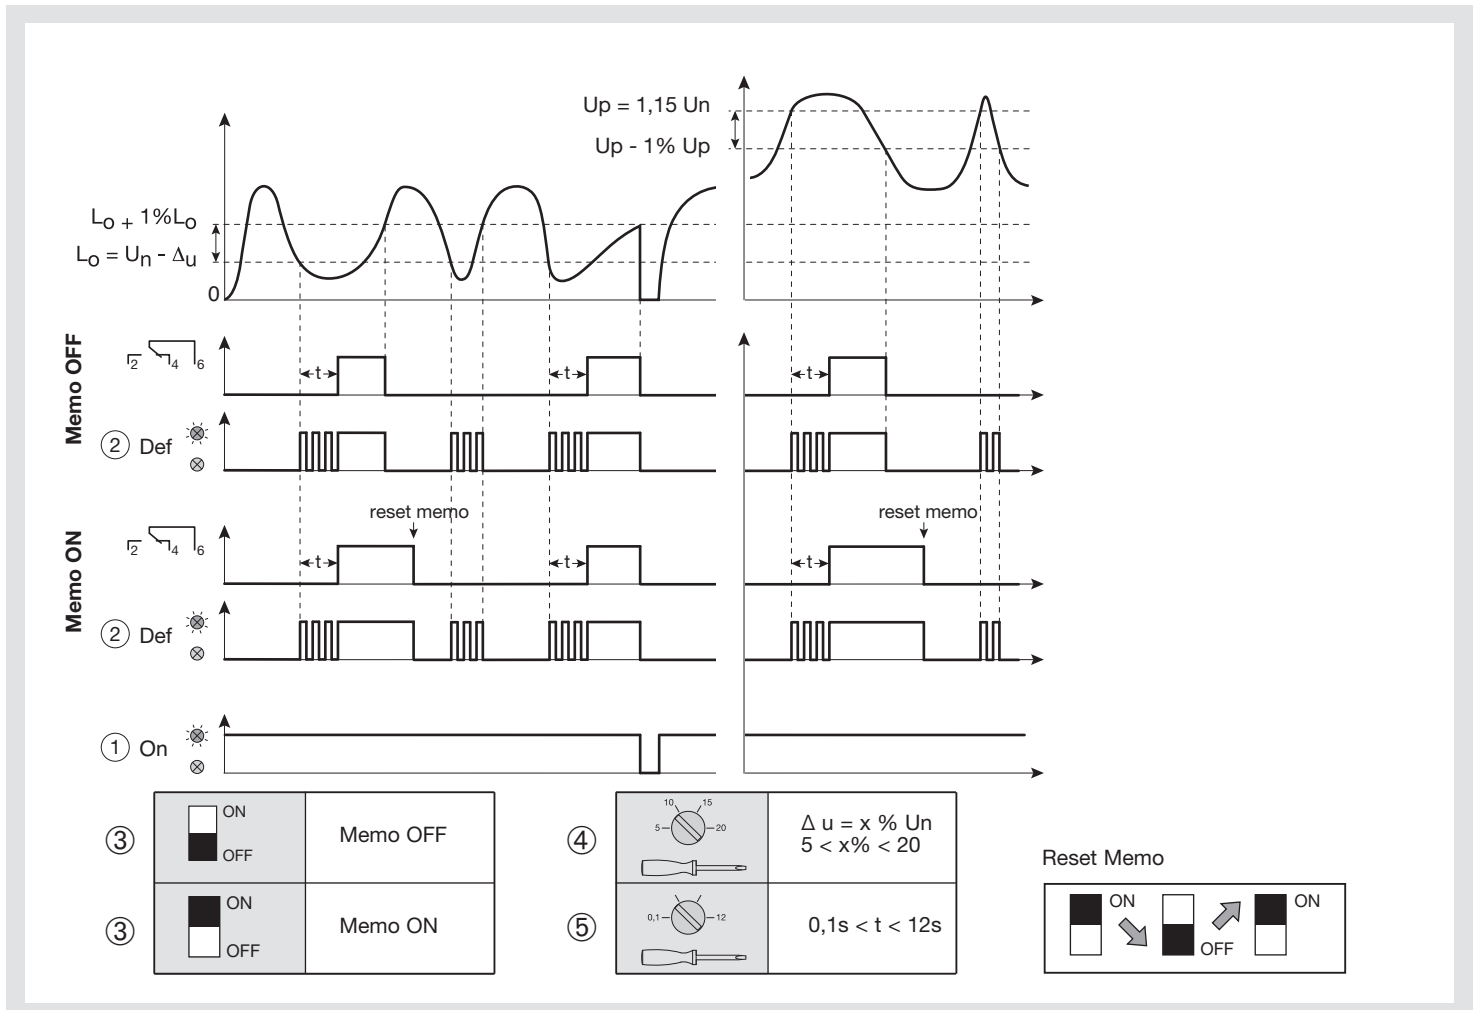 Up = 1,15 Un
Up - 1% Up
Lo + 1%Lo
Lo = Un - Δu
0
Memo OFF
2 4 6
t t t
② Def
Memo ON
reset memo reset memo
2 4 6
t t t
② Def
① On
③ ON OFF Memo OFF
③ ON OFF Memo ON
④ 5 10 15 20
Δ u = x % Un
5 < x% < 20
⑤ 0,1 12 0,1s < t < 12s
Reset Memo
ON OFF ON